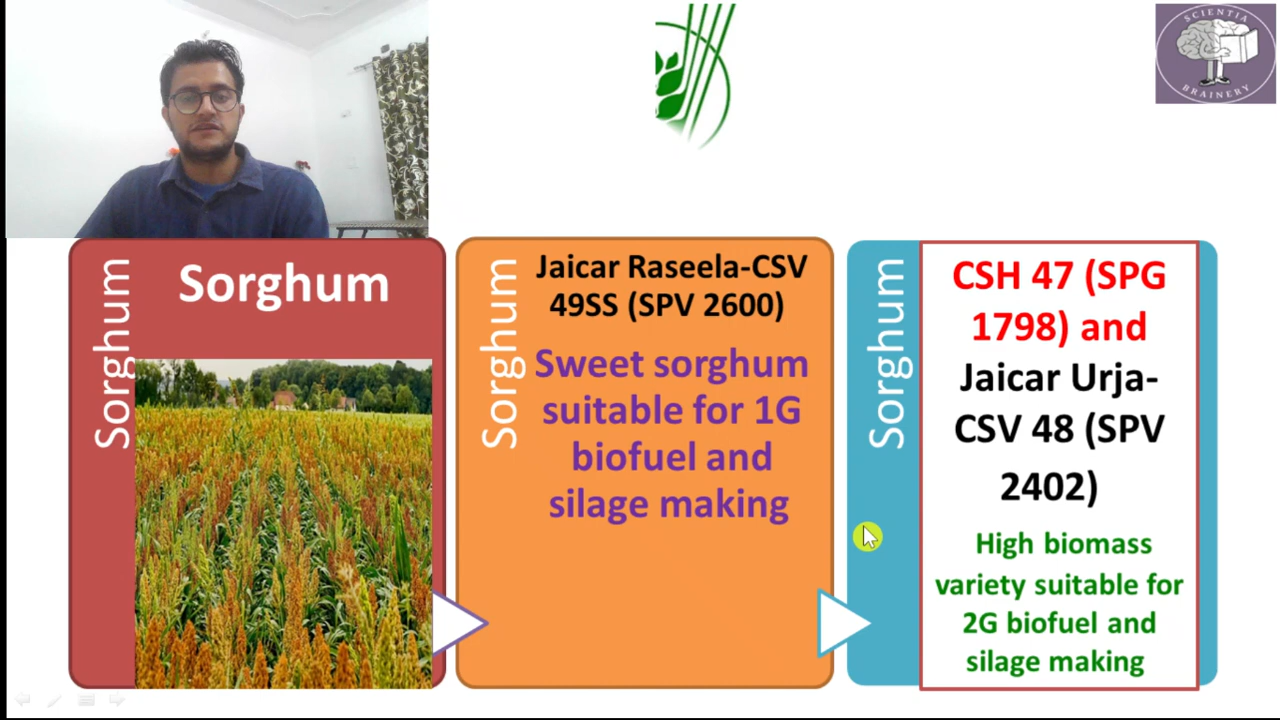 SCIENTIA
BRAINERY
Sorghum
Sorghum
Sorghum
Jaicar Raseela-CSV
49SS (SPV 2600)
Sweet sorghum
suitable for 1G
biofuel and
silage making
Sorghum
CSH 47 (SPG
1798) and
Jaicar Urja-
CSV 48 (SPV
2402)
High biomass
variety suitable for
2G biofuel and
silage making